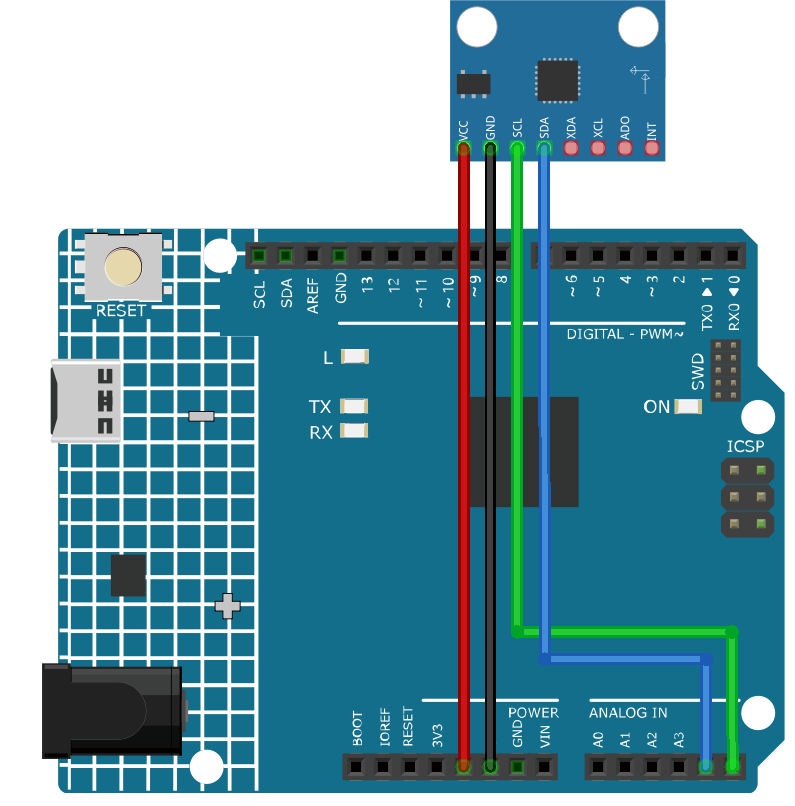 VCC
GND
SCL
SDA
XDA
XCL
ADO
INT
RESET
SCL
SDA
AREF
GND
13
12
~ 11
~ 10
~9
8
~6
~5
4
~3
2
TX0 ▶ 1
RX0 ◀ 0
DIGITAL - PWM~
L
TX
RX
ON
SWD
ICSP
BOOT
IOREF
RESET
3V3
GND
VIN
POWER
ANALOG IN
A0
A1
A2
A3